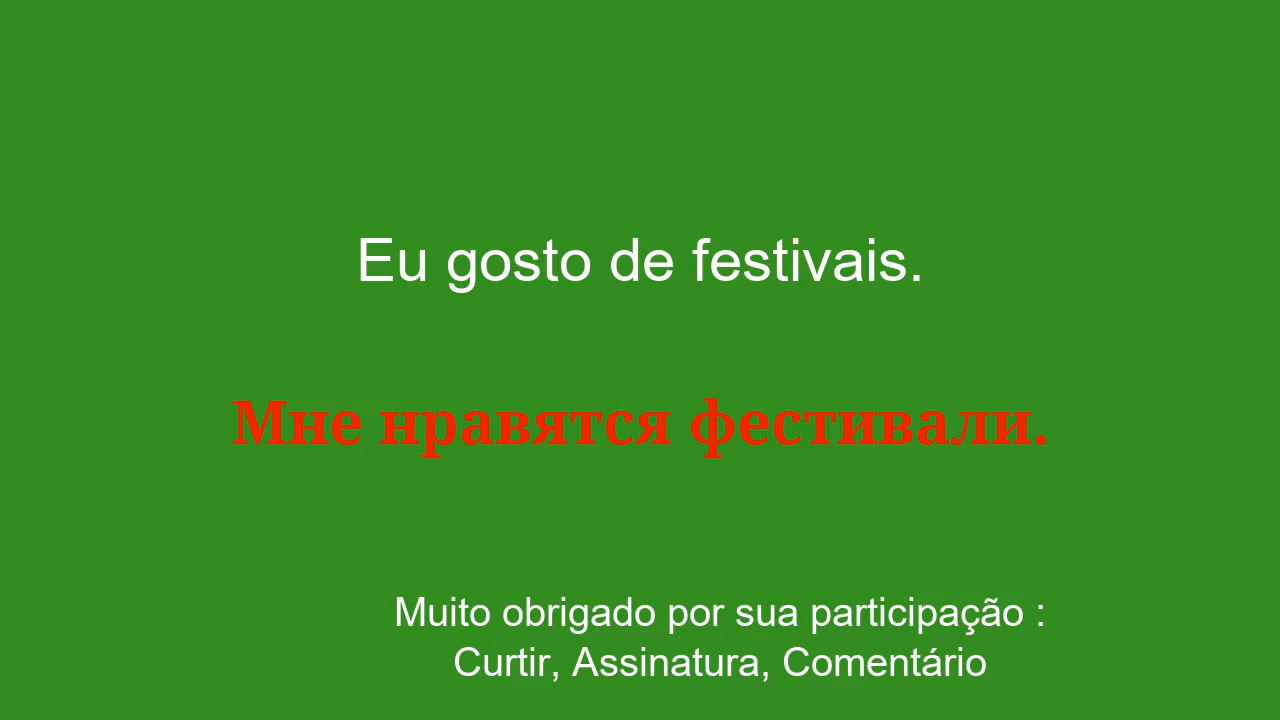 Eu gosto de festivais.
Мне нравятся фестивали.
Muito obrigado por sua participação :
Curtir, Assinatura, Comentário